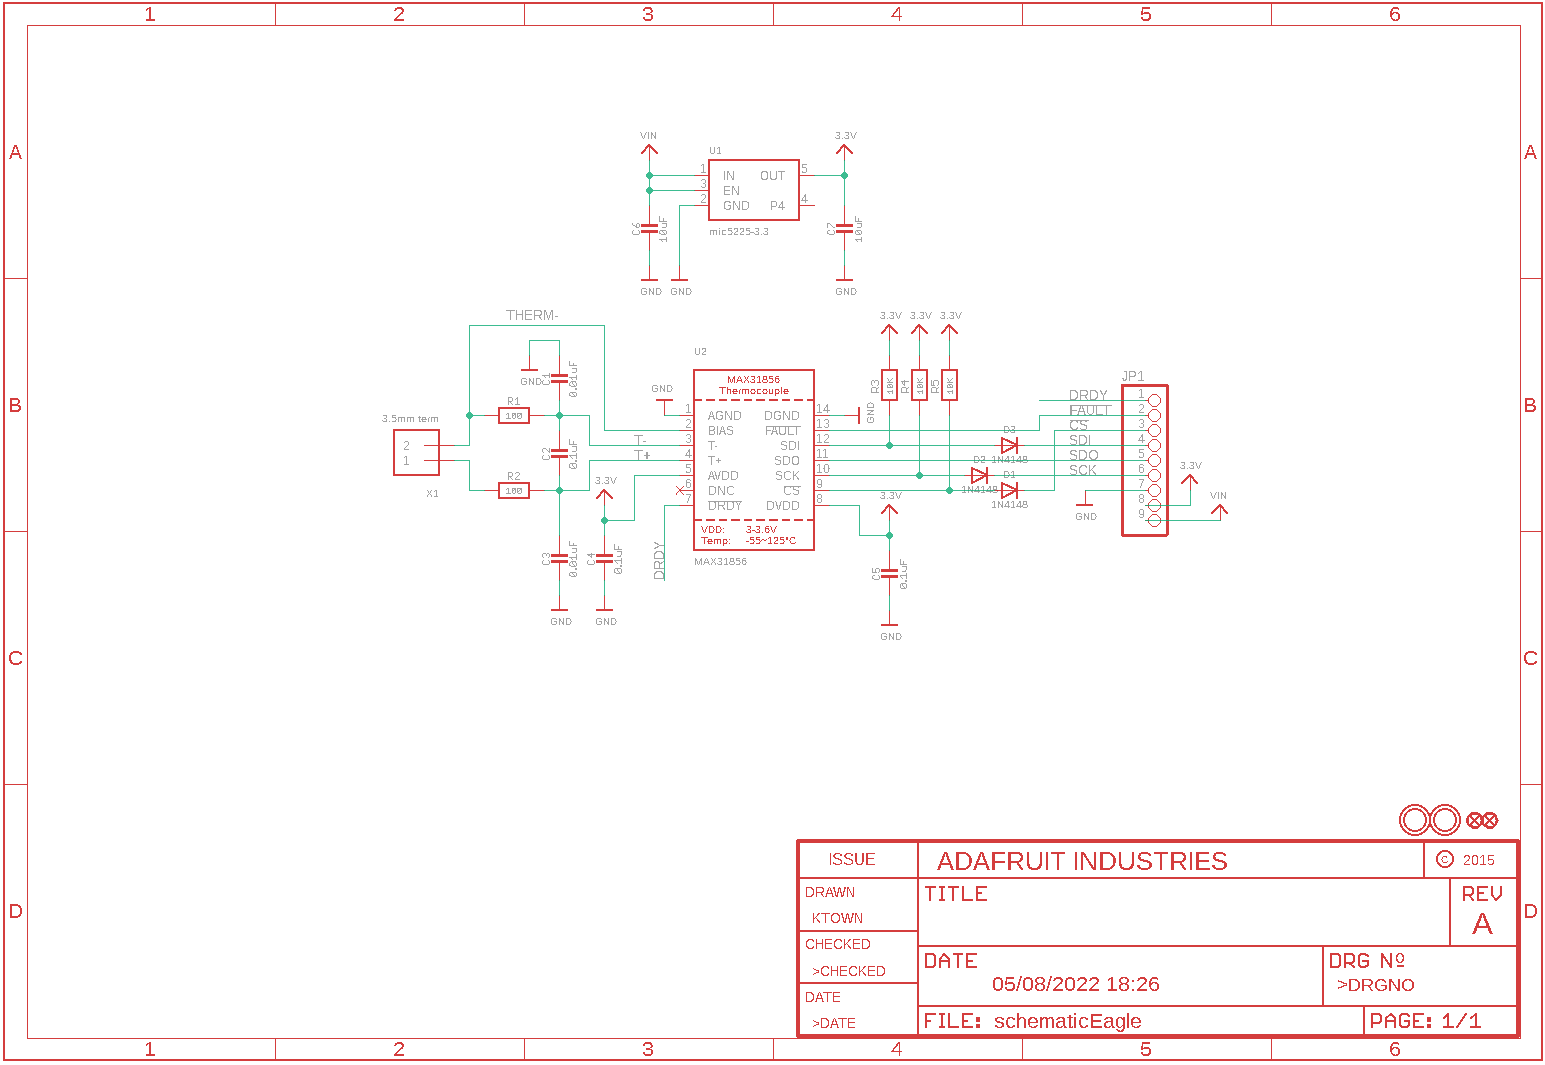 1 2 3 4 5 6
A A
B B
C C
D D
VIN
3.3V
U1
1 IN OUT 5
3 EN
2 GND P4 4
mic5225-3.3
C6
10uF
C7
10uF
GND GND GND
THERM-
GND
C1
0.01uF
3.5mm term
2
1
X1
R1
100
R2
100
C2
0.1uF
C3
0.01uF
GND
3.3V
C4
0.1uF
GND
T-
T+
DRDY
U2
GND
MAX31856
Thermocouple
1 AGND DGND 14
2 BIAS FAULT 13
3 T- SDI 12
4 T+ SDO 11
5 AVDD SCK 10
6 DNC CS 9
7 DRDY DVDD 8
VDD: 3-3.6V
Temp: -55~125°C
MAX31856
GND
3.3V 3.3V 3.3V
R3
10K
R4
10K
R5
10K
D3
1N4148
D2
1N4148
D1
1N4148
3.3V
C5
0.1uF
GND
JP1
DRDY 1
FAULT 2
CS 3
SDI 4
SDO 5
SCK 6
7
8
9
GND
3.3V
VIN
ISSUE
ADAFRUIT INDUSTRIES
© 2015
DRAWN
KTOWN
TITLE
REV
A
CHECKED
>CHECKED
DATE
05/08/2022 18:26
DRG Nº
>DRGNO
DATE
>DATE
FILE: schematicEagle
PAGE: 1/1
1 2 3 4 5 6